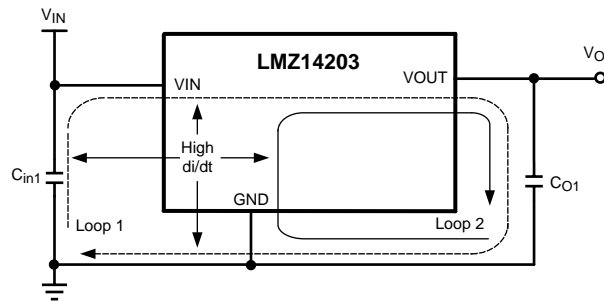 VIN
LMZ14203
VO
VIN
VOUT
High
di/dt
Cin1
CO1
GND
Loop 1
Loop 2